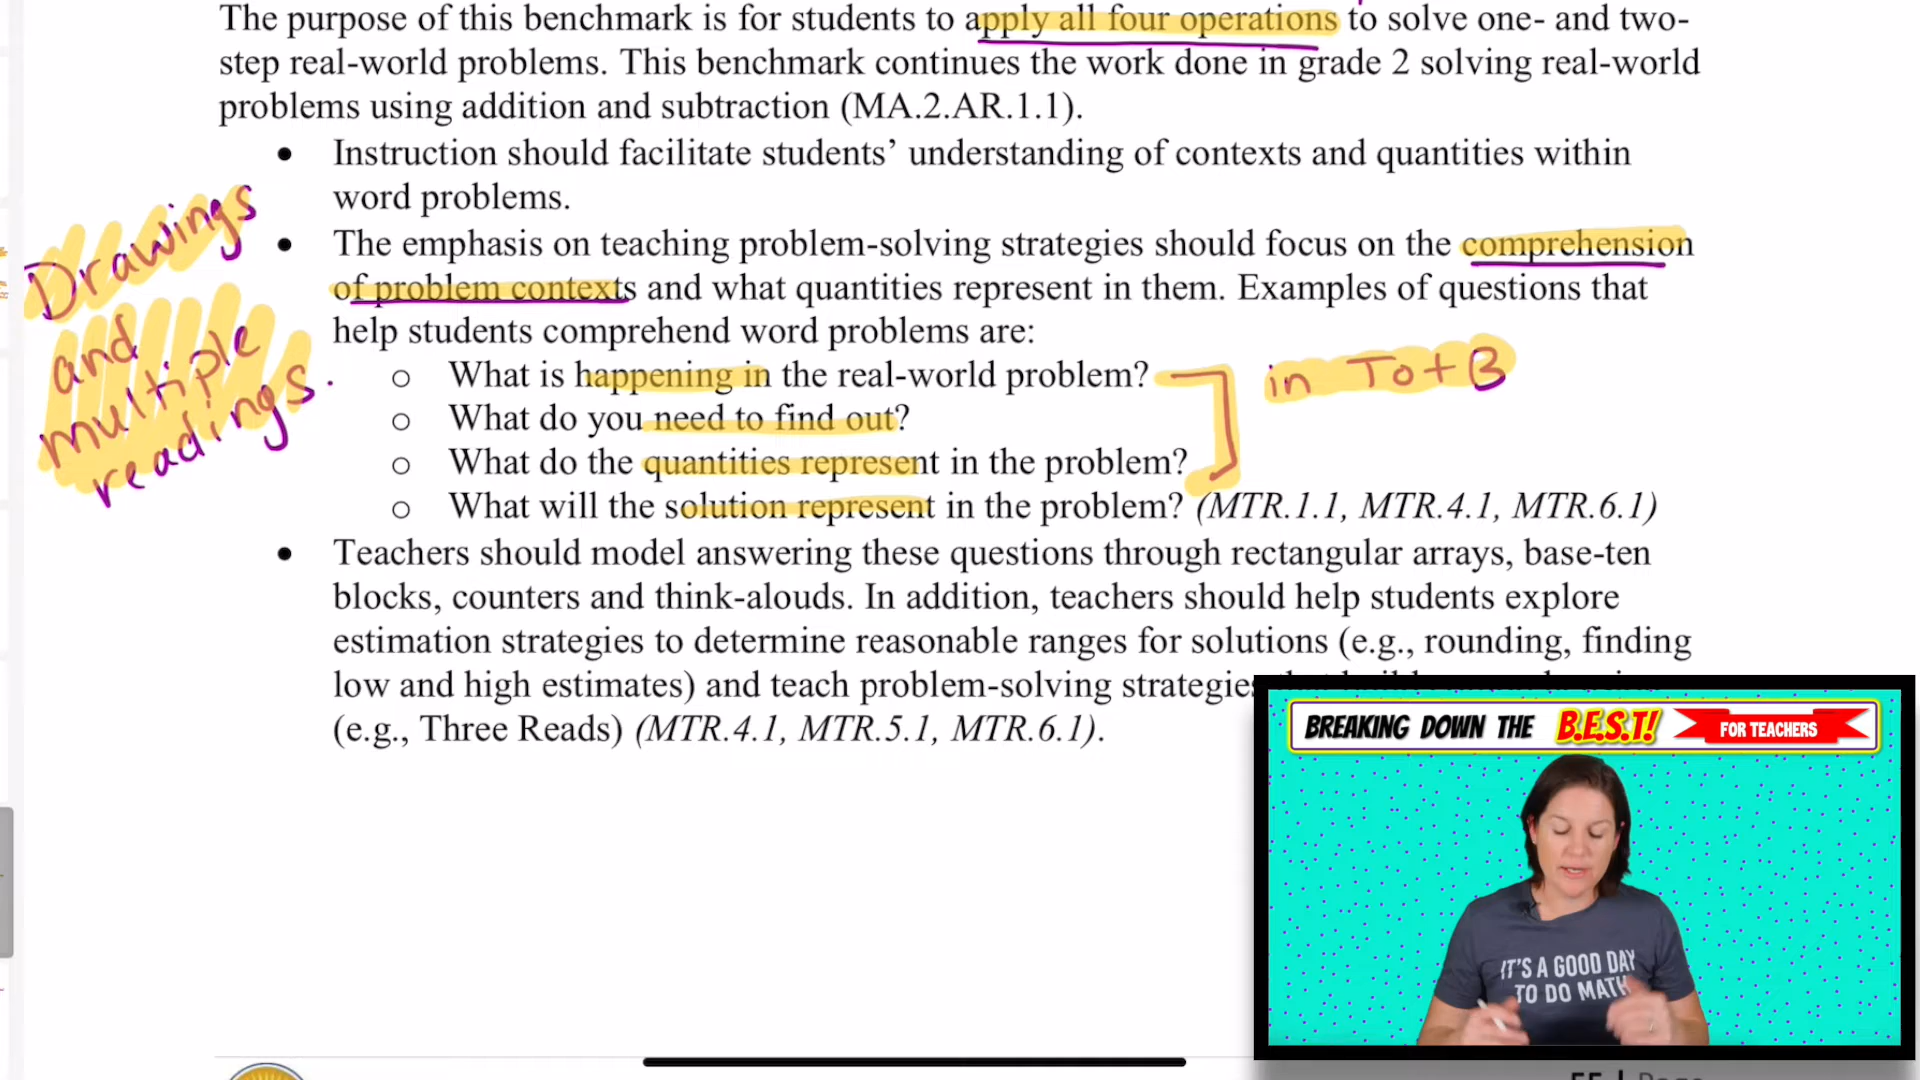 The purpose of this benchmark is for students to apply all four operations to solve one- and two-
step real-world problems. This benchmark continues the work done in grade 2 solving real-world
problems using addition and subtraction (MA.2.AR.1.1).
• Instruction should facilitate students’ understanding of contexts and quantities within
word problems.
• The emphasis on teaching problem-solving strategies should focus on the comprehension
of problem contexts and what quantities represent in them. Examples of questions that
help students comprehend word problems are:
o What is happening in the real-world problem?
o What do you need to find out?
o What do the quantities represent in the problem?
o What will the solution represent in the problem? (MTR.1.1, MTR.4.1, MTR.6.1)
Drawings
and
multiple
readings.
in To+B
• Teachers should model answering these questions through rectangular arrays, base-ten
blocks, counters and think-alouds. In addition, teachers should help students explore
estimation strategies to determine reasonable ranges for solutions (e.g., rounding, finding
low and high estimates) and teach problem-solving strategies
(e.g., Three Reads) (MTR.4.1, MTR.5.1, MTR.6.1).
BREAKING DOWN THE B.E.S.T! FOR TEACHERS
IT'S A GOOD DAY
TO DO MATH